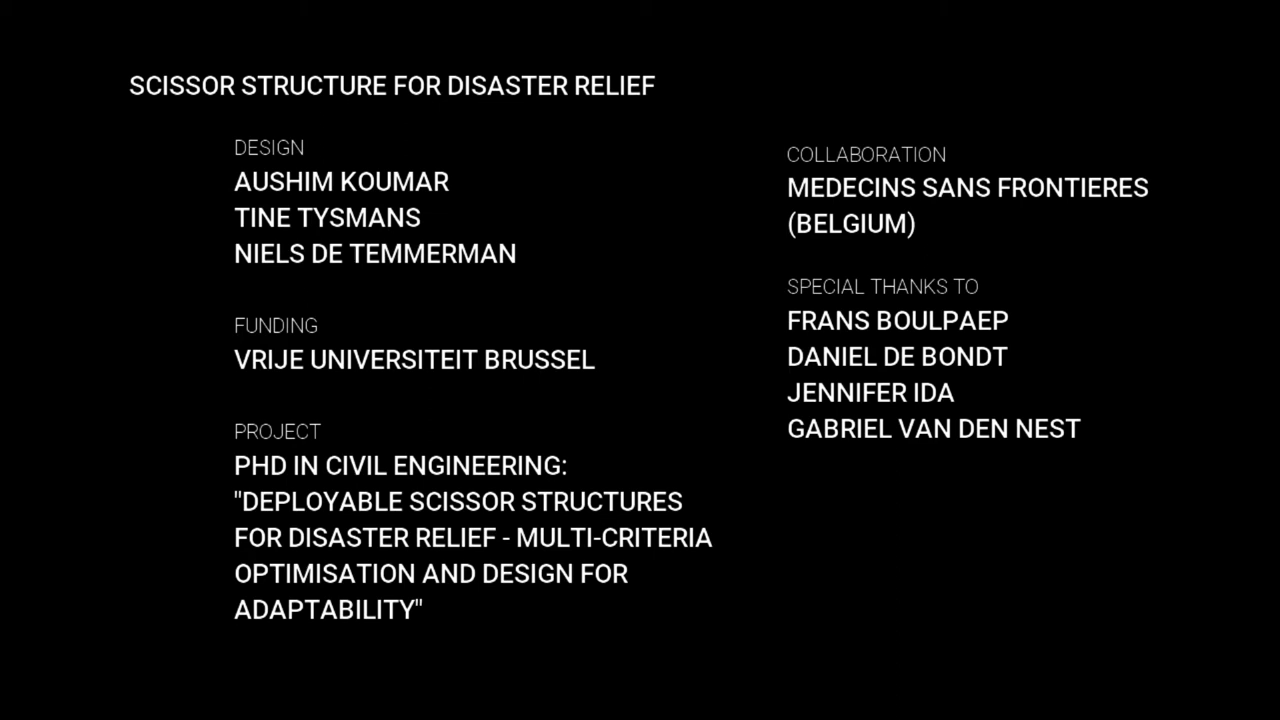 SCISSOR STRUCTURE FOR DISASTER RELIEF
DESIGN
AUSHIM KOUMAR
TINE TYSMANS
NIELS DE TEMMERMAN
FUNDING
VRIJE UNIVERSITEIT BRUSSEL
PROJECT
PHD IN CIVIL ENGINEERING:
"DEPLOYABLE SCISSOR STRUCTURES
FOR DISASTER RELIEF - MULTI-CRITERIA
OPTIMISATION AND DESIGN FOR
ADAPTABILITY"
COLLABORATION
MEDECINS SANS FRONTIERES
(BELGIUM)
SPECIAL THANKS TO
FRANS BOULPAEP
DANIEL DE BONDT
JENNIFER IDA
GABRIEL VAN DEN NEST